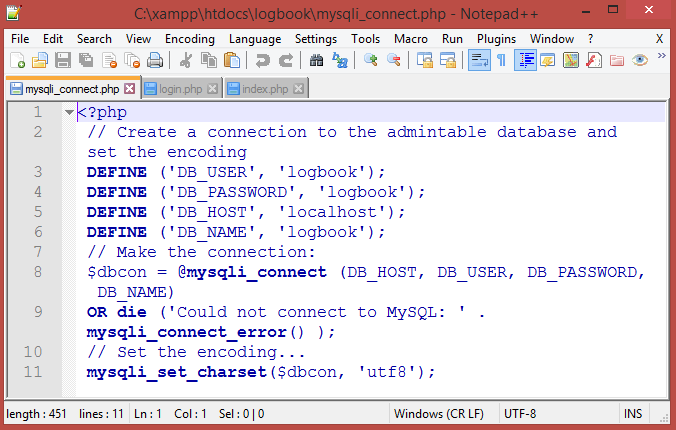 C:\xampp\htdocs\logbook\mysqli_connect.php - Notepad++
File Edit Search View Encoding Language Settings Tools Macro Run Plugins Window ? X
mysqli_connect.php login.php index.php
1 <?php
2 // Create a connection to the admintable database and
set the encoding
3 DEFINE ('DB_USER', 'logbook');
4 DEFINE ('DB_PASSWORD', 'logbook');
5 DEFINE ('DB_HOST', 'localhost');
6 DEFINE ('DB_NAME', 'logbook');
7 // Make the connection:
8 $dbcon = @mysqli_connect (DB_HOST, DB_USER, DB_PASSWORD,
DB_NAME)
9 OR die ('Could not connect to MySQL: ' .
mysqli_connect_error() );
10 // Set the encoding...
11 mysqli_set_charset($dbcon, 'utf8');
length : 451 lines : 11 Ln : 1 Col : 1 Sel : 0 | 0 Windows (CR LF) UTF-8 INS